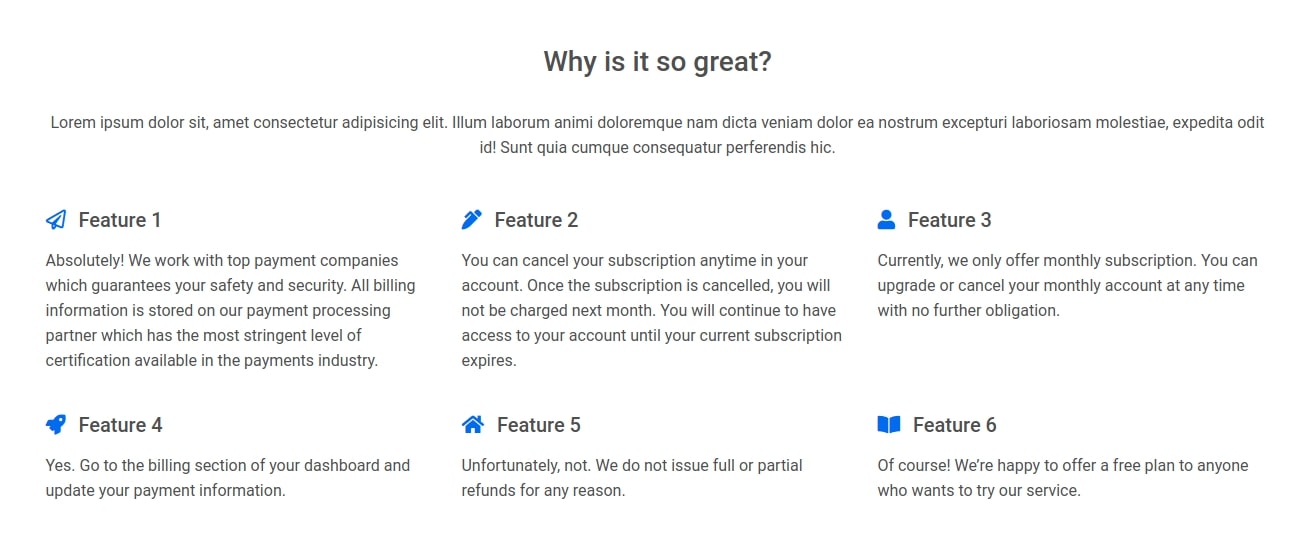 Why is it so great?
Lorem ipsum dolor sit, amet consectetur adipisicing elit. Illum laborum animi doloremque nam dicta veniam dolor ea nostrum excepturi laboriosam molestiae, expedita odit
id! Sunt quia cumque consequatur perferendis hic.
Feature 1
Absolutely! We work with top payment companies
which guarantees your safety and security. All billing
information is stored on our payment processing
partner which has the most stringent level of
certification available in the payments industry.
Feature 2
You can cancel your subscription anytime in your
account. Once the subscription is cancelled, you will
not be charged next month. You will continue to have
access to your account until your current subscription
expires.
Feature 3
Currently, we only offer monthly subscription. You can
upgrade or cancel your monthly account at any time
with no further obligation.
Feature 4
Yes. Go to the billing section of your dashboard and
update your payment information.
Feature 5
Unfortunately, not. We do not issue full or partial
refunds for any reason.
Feature 6
Of course! We’re happy to offer a free plan to anyone
who wants to try our service.